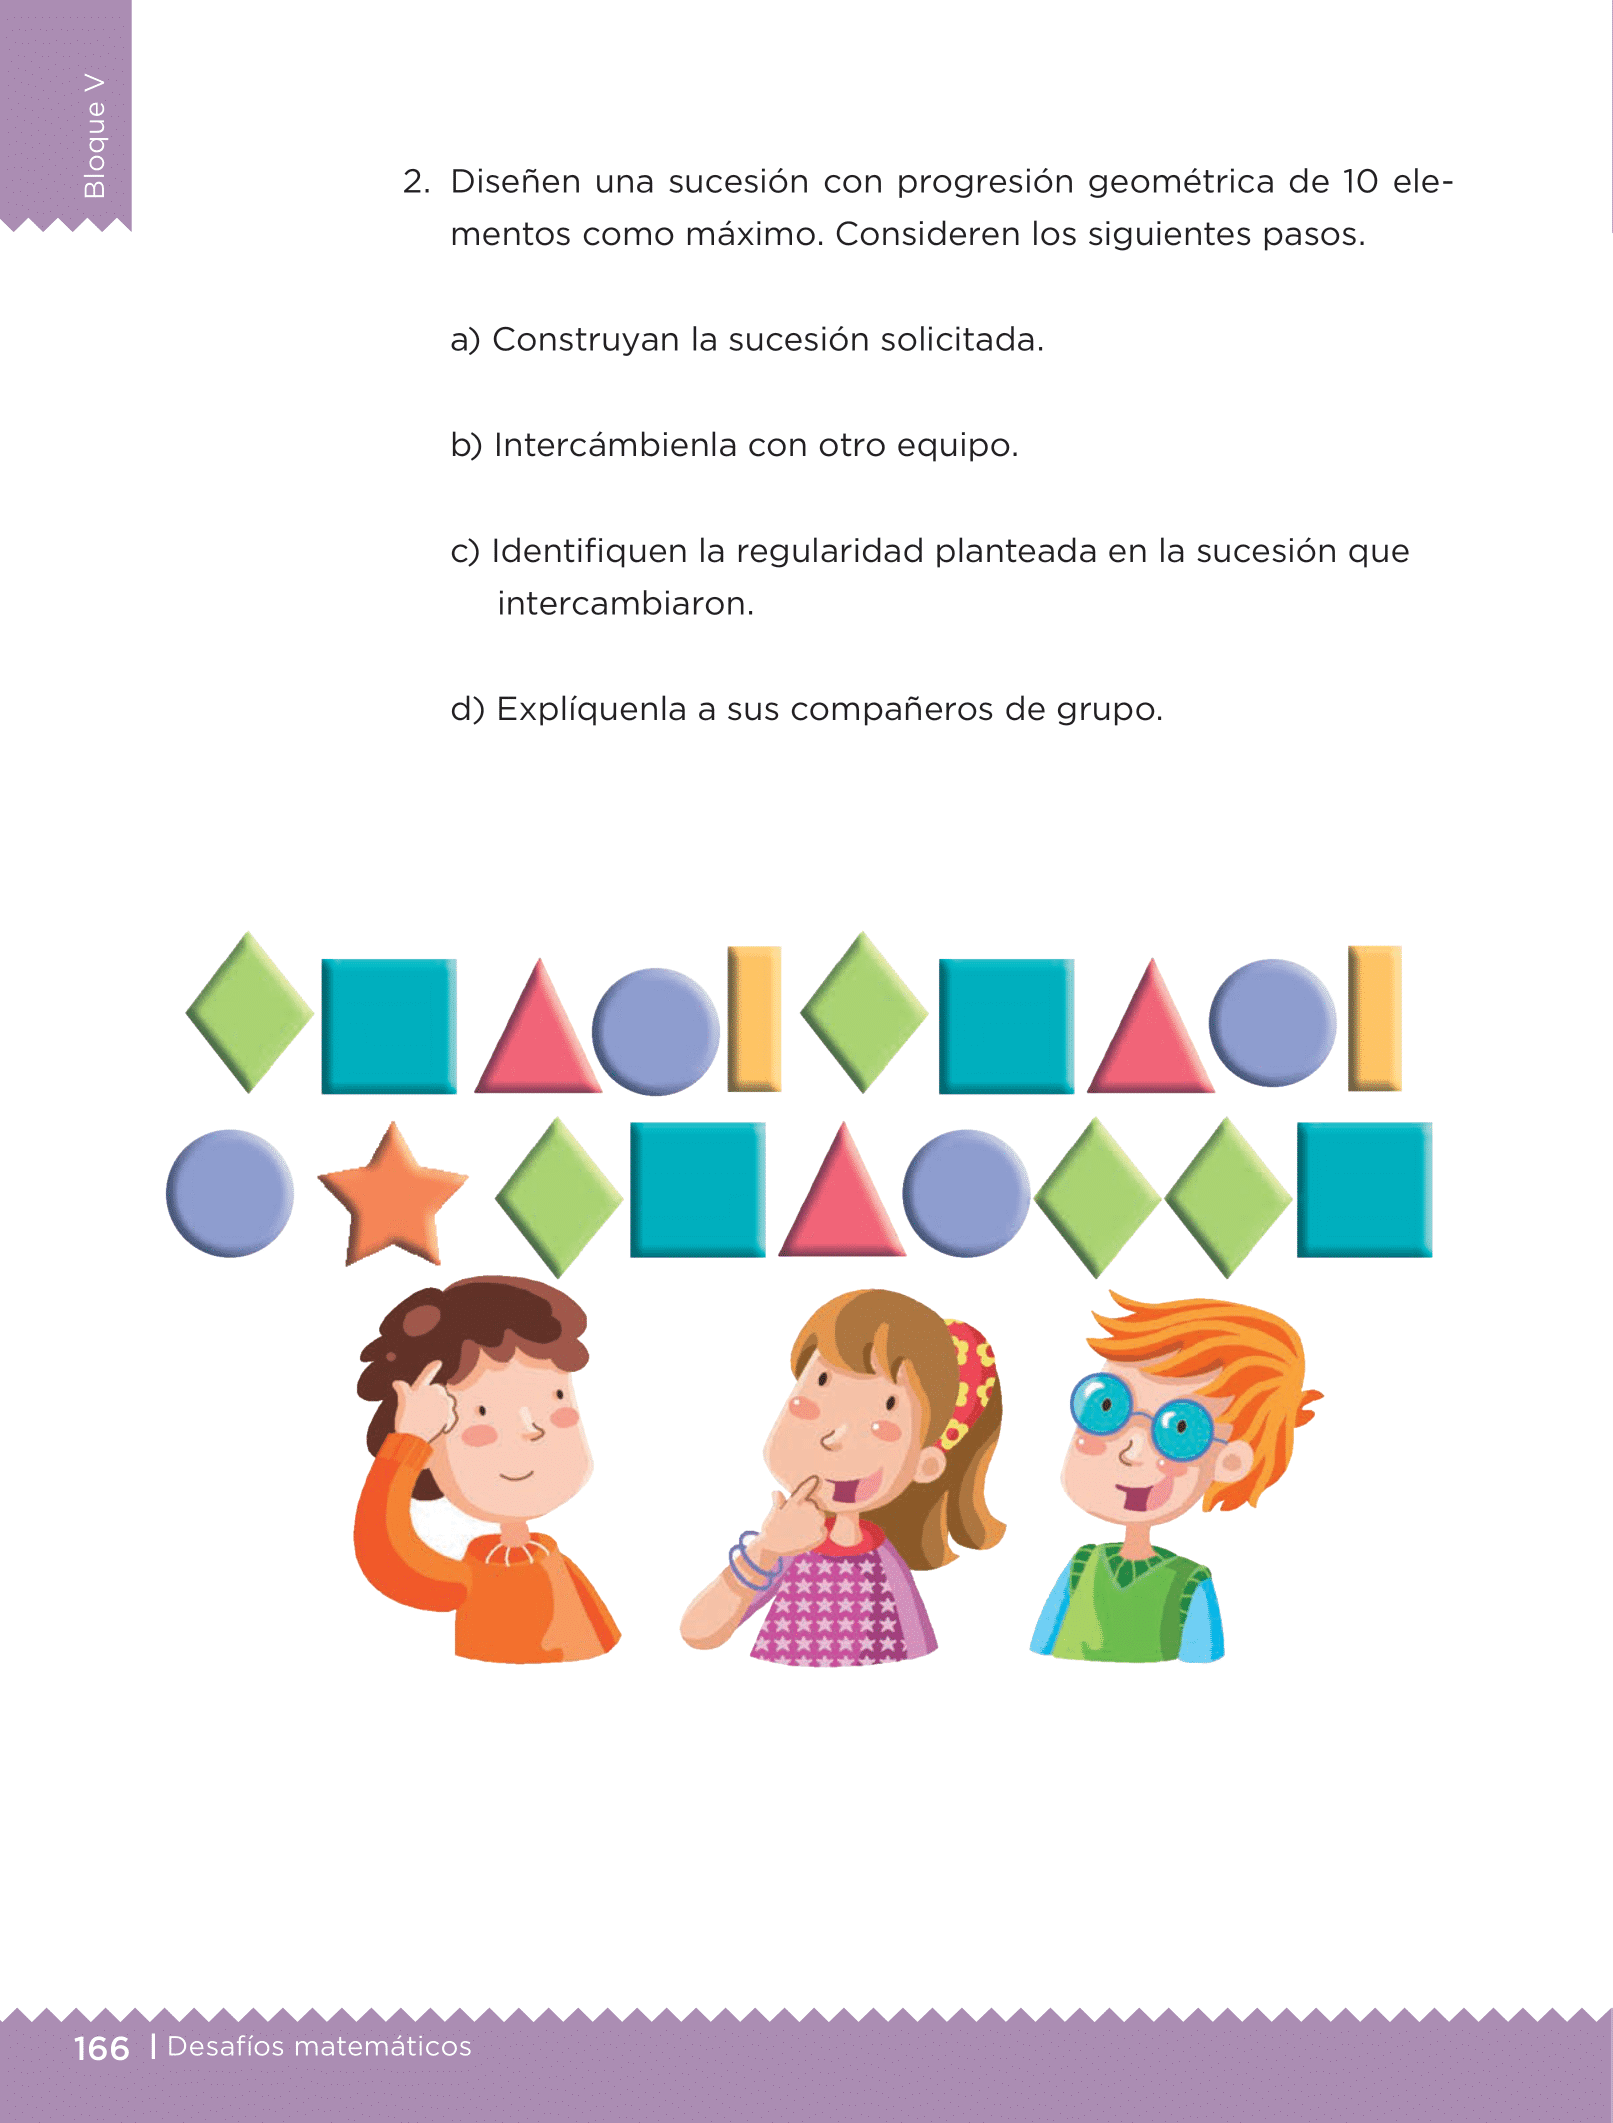 Bloque V
2. Diseñen una sucesión con progresión geométrica de 10 ele-
mentos como máximo. Consideren los siguientes pasos.
a) Construyan la sucesión solicitada.
b) Intercámbienla con otro equipo.
c) Identifiquen la regularidad planteada en la sucesión que
intercambiaron.
d) Explíquenla a sus compañeros de grupo.
166 | Desafíos matemáticos